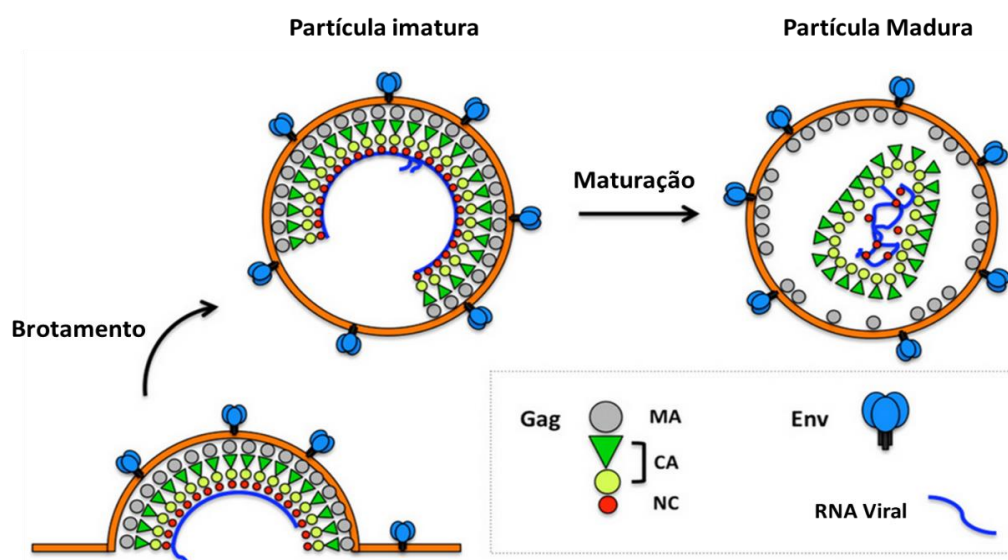 Partícula imatura
Partícula Madura
Maturação
Brotamento
Gag
MA
CA
NC
Env
RNA Viral